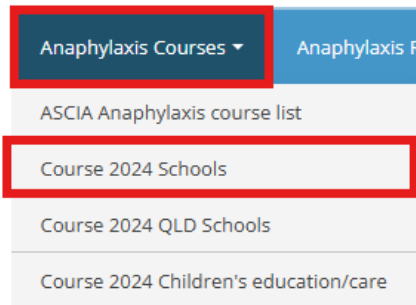 Anaphylaxis Courses Anaphylaxis
ASCIA Anaphylaxis course list
Course 2024 Schools
Course 2024 QLD Schools
Course 2024 Children's education/care